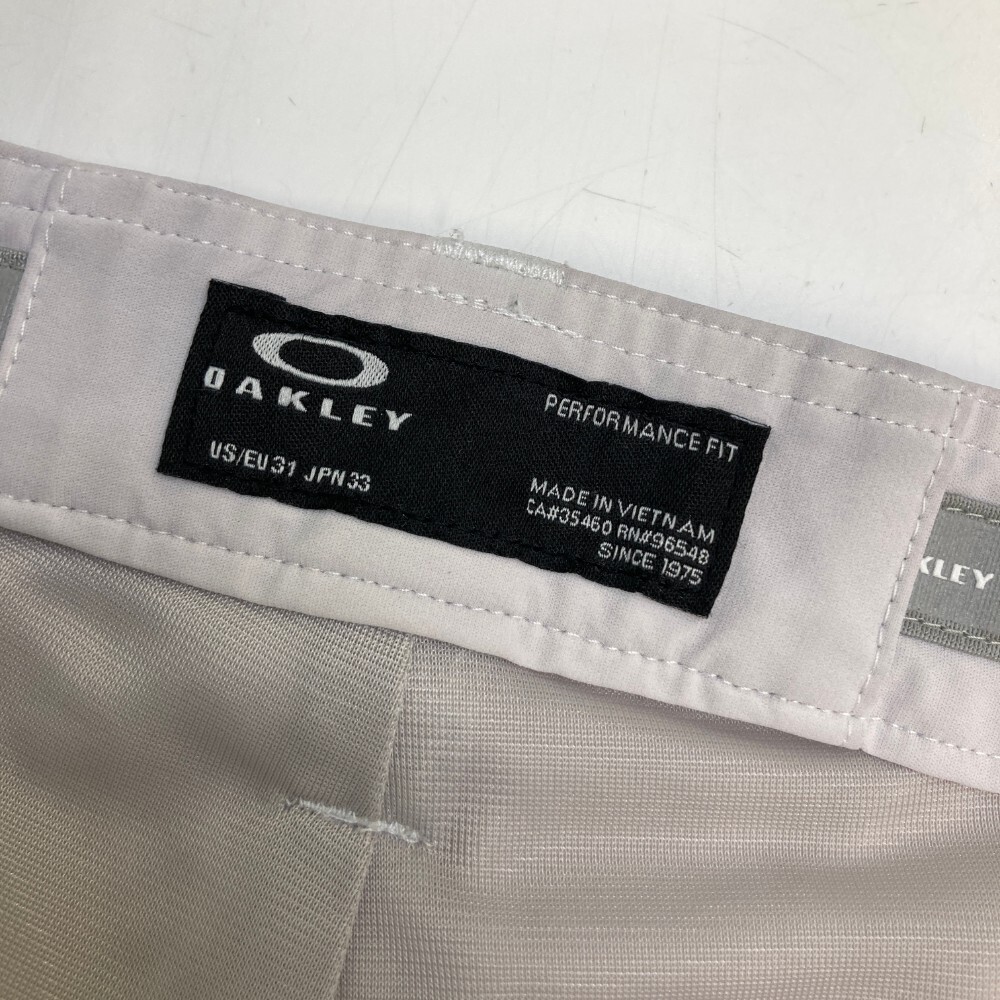 OAKLEY
PERFORMANCE FIT
US/EU 31 JPN 33
MADE IN VIETNAM
CA#35460 RN#96548
SINCE 1975
KLEY